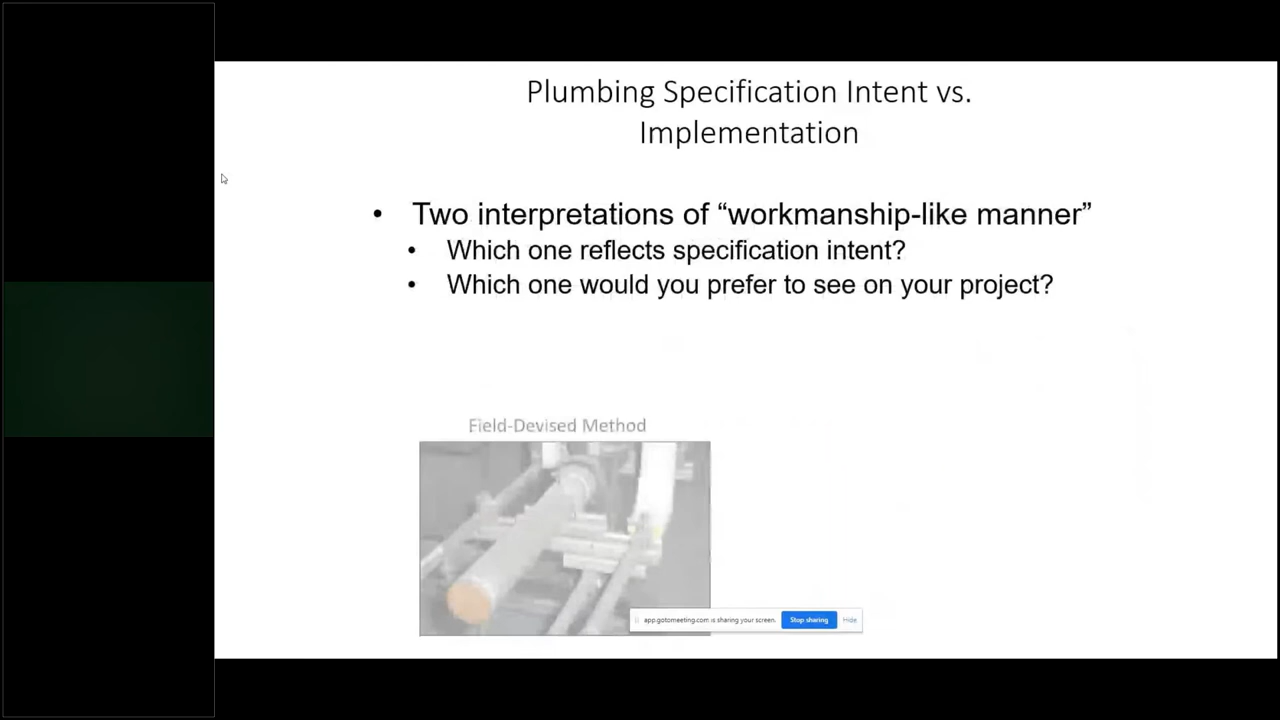 Plumbing Specification Intent vs.
Implementation
• Two interpretations of “workmanship-like manner”
• Which one reflects specification intent?
• Which one would you prefer to see on your project?
Field-Devised Method
app.gotomeeting.com is sharing your screen.
Stop sharing
Hide